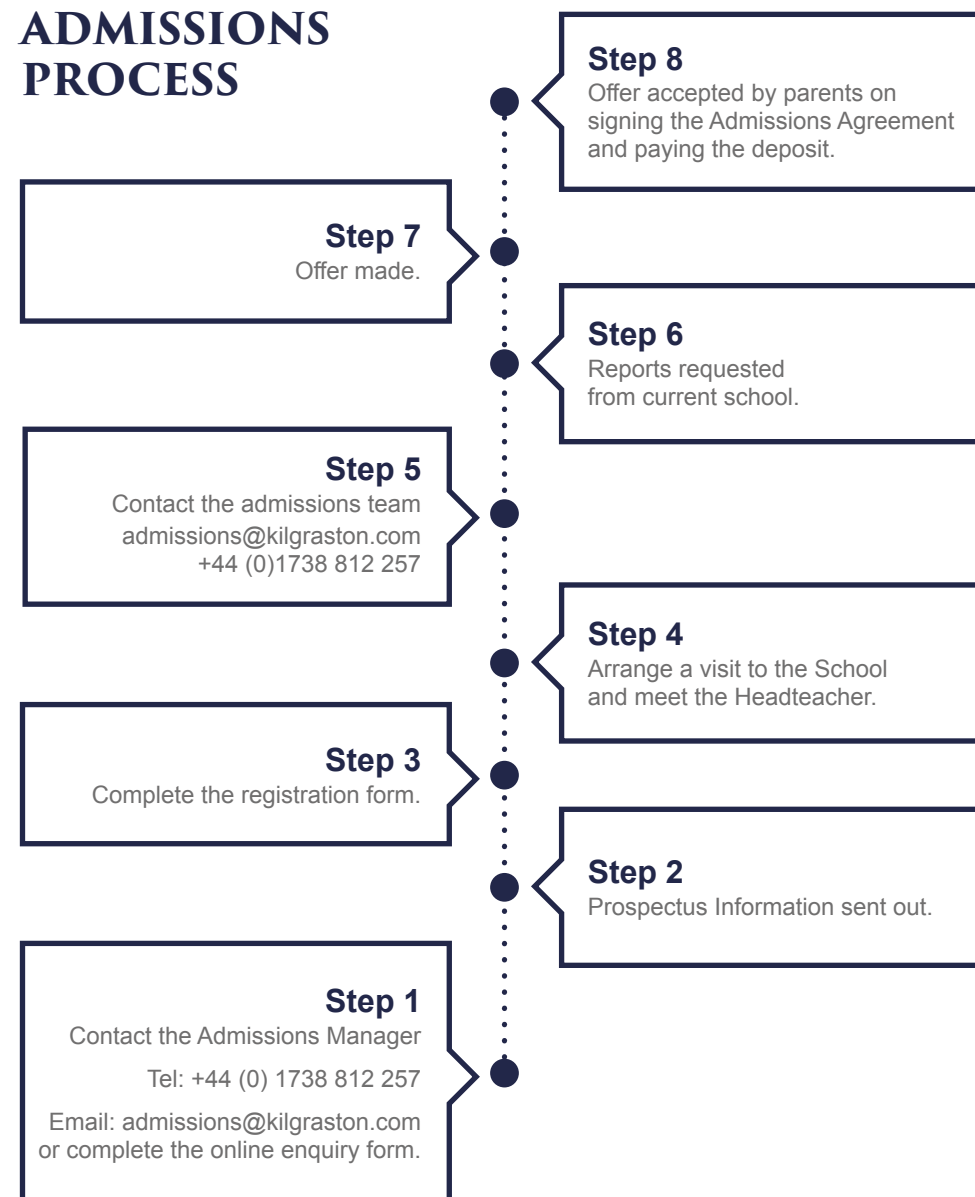 ADMISSIONS
PROCESS
Step 8
Offer accepted by parents on
signing the Admissions Agreement
and paying the deposit.
Step 7
Offer made.
Step 6
Reports requested
from current school.
Step 5
Contact the admissions team
admissions@kilgraston.com
+44 (0)1738 812 257
Step 4
Arrange a visit to the School
and meet the Headteacher.
Step 3
Complete the registration form.
Step 2
Prospectus Information sent out.
Step 1
Contact the Admissions Manager
Tel: +44 (0) 1738 812 257
Email: admissions@kilgraston.com
or complete the online enquiry form.